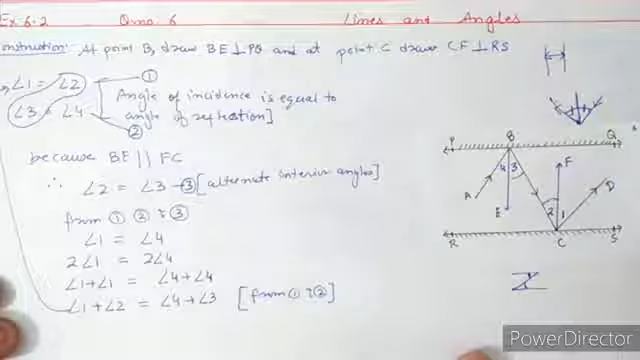 Ex 6.2 Qno. 6 Lines and Angles
onstruction: At point B, draw BE⊥PQ and at point C draw CF⊥RS
∠1 = ∠2 ①
∠3 = ∠4 ②
Angle of incidence is equal to
angle of reflection]
because BE || FC
∴ ∠2 = ∠3 -③ [alternate interior angles]
from ① ② & ③
∠1 = ∠4
2∠1 = 2∠4
∠1+∠1 = ∠4+∠4
∠1+∠2 = ∠4+∠3 [from ① & ②]
P B Q
4 3 F
A D
E 2 1
R C S
Z
PowerDirector